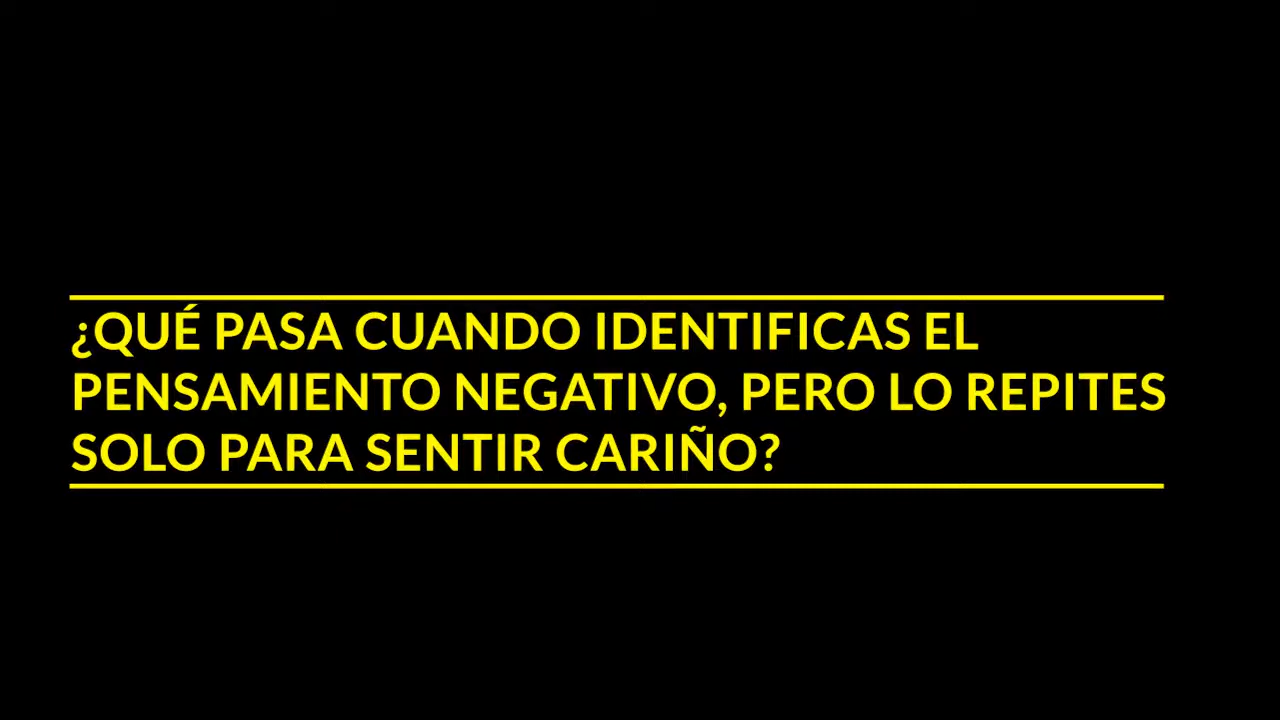 ¿QUÉ PASA CUANDO IDENTIFICAS EL
PENSAMIENTO NEGATIVO, PERO LO REPITES
SOLO PARA SENTIR CARIÑO?